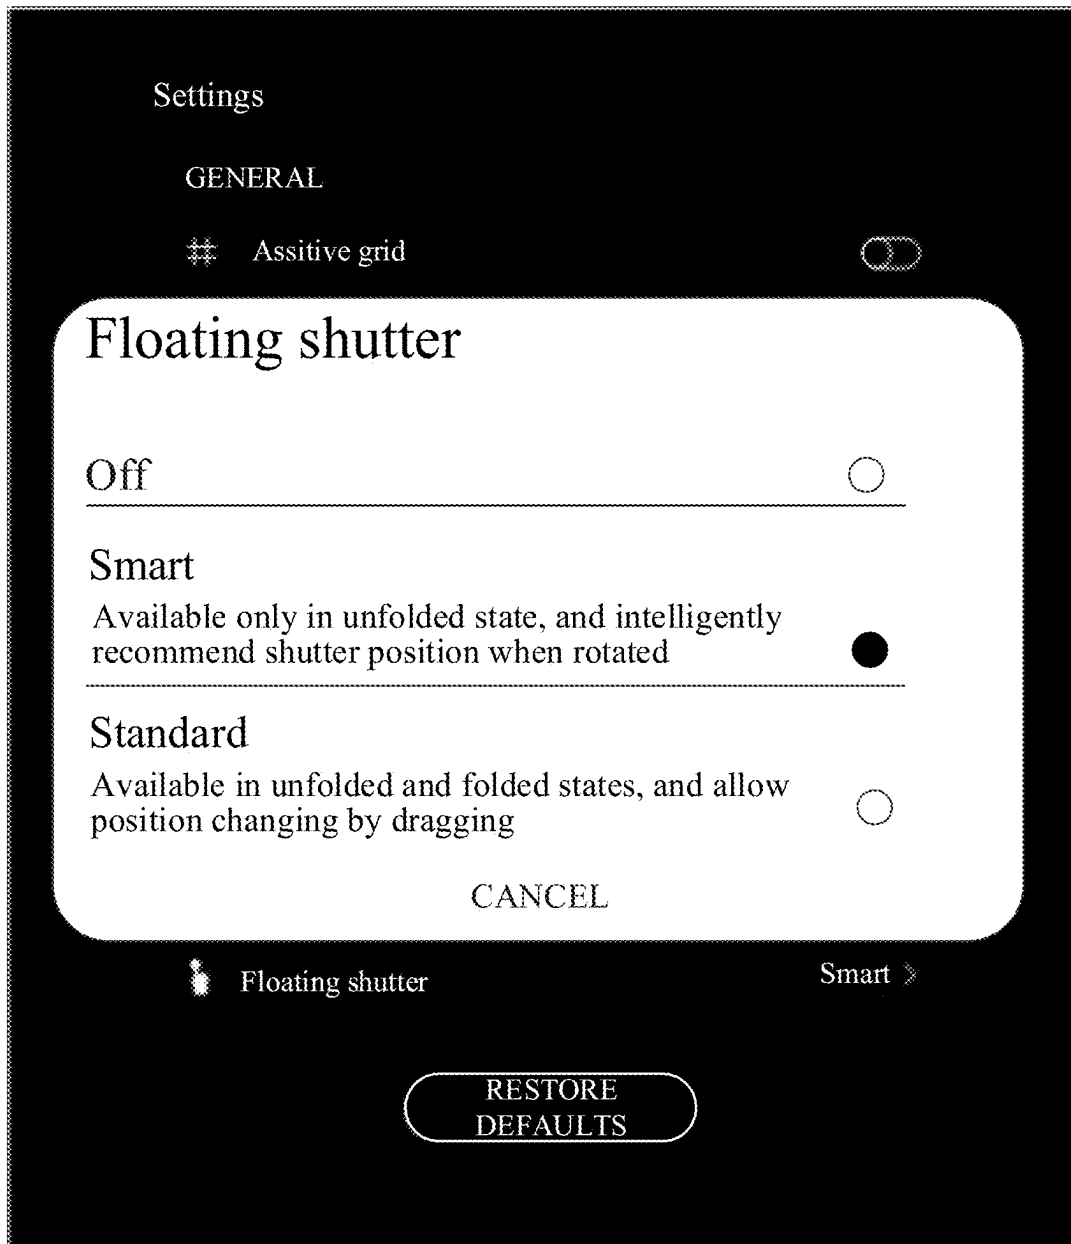 Settings
GENERAL
Assitive grid
Floating shutter
Off
Smart
Available only in unfolded state, and intelligently
recommend shutter position when rotated
Standard
Available in unfolded and folded states, and allow
position changing by dragging
CANCEL
Floating shutter
Smart >
RESTORE
DEFAULTS